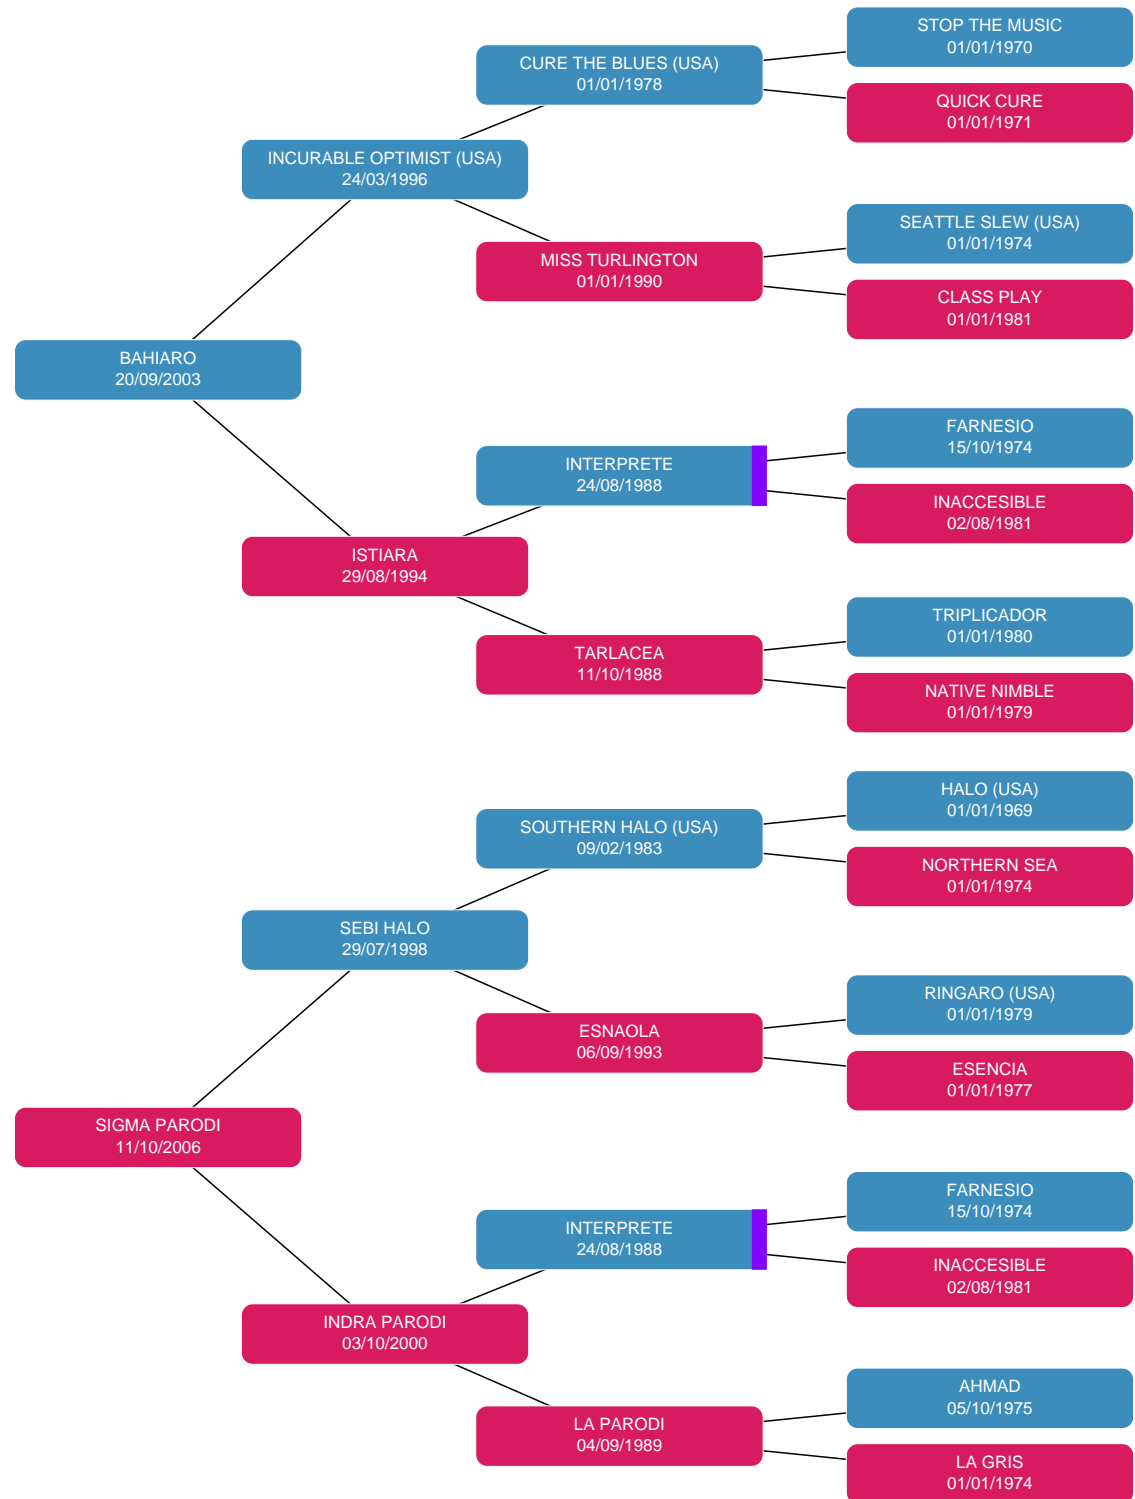 STOP THE MUSIC
01/01/1970
CURE THE BLUES (USA)
01/01/1978
QUICK CURE
01/01/1971
INCURABLE OPTIMIST (USA)
24/03/1996
SEATTLE SLEW (USA)
01/01/1974
MISS TURLINGTON
01/01/1990
CLASS PLAY
01/01/1981
BAHIARO
20/09/2003
FARNESIO
15/10/1974
INTERPRETE
24/08/1988
INACCESIBLE
02/08/1981
ISTIARA
29/08/1994
TRIPLICADOR
01/01/1980
TARLACEA
11/10/1988
NATIVE NIMBLE
01/01/1979
HALO (USA)
01/01/1969
SOUTHERN HALO (USA)
09/02/1983
NORTHERN SEA
01/01/1974
SEBI HALO
29/07/1998
RINGARO (USA)
01/01/1979
ESNAOLA
06/09/1993
ESENCIA
01/01/1977
SIGMA PARODI
11/10/2006
FARNESIO
15/10/1974
INTERPRETE
24/08/1988
INACCESIBLE
02/08/1981
INDRA PARODI
03/10/2000
AHMAD
05/10/1975
LA PARODI
04/09/1989
LA GRIS
01/01/1974